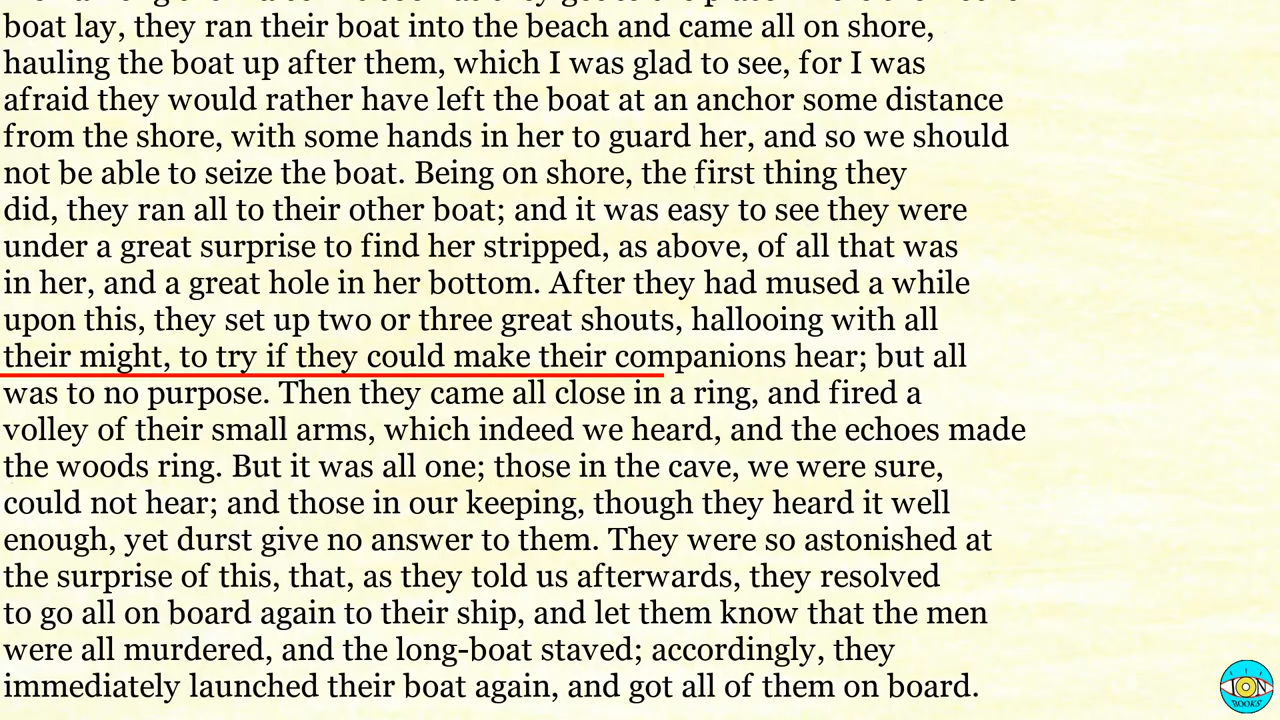 boat lay, they ran their boat into the beach and came all on shore,
hauling the boat up after them, which I was glad to see, for I was
afraid they would rather have left the boat at an anchor some distance
from the shore, with some hands in her to guard her, and so we should
not be able to seize the boat. Being on shore, the first thing they
did, they ran all to their other boat; and it was easy to see they were
under a great surprise to find her stripped, as above, of all that was
in her, and a great hole in her bottom. After they had mused a while
upon this, they set up two or three great shouts, hallooing with all
their might, to try if they could make their companions hear; but all
was to no purpose. Then they came all close in a ring, and fired a
volley of their small arms, which indeed we heard, and the echoes made
the woods ring. But it was all one; those in the cave, we were sure,
could not hear; and those in our keeping, though they heard it well
enough, yet durst give no answer to them. They were so astonished at
the surprise of this, that, as they told us afterwards, they resolved
to go all on board again to their ship, and let them know that the men
were all murdered, and the long-boat staved; accordingly, they
immediately launched their boat again, and got all of them on board.
ION
BOOKS